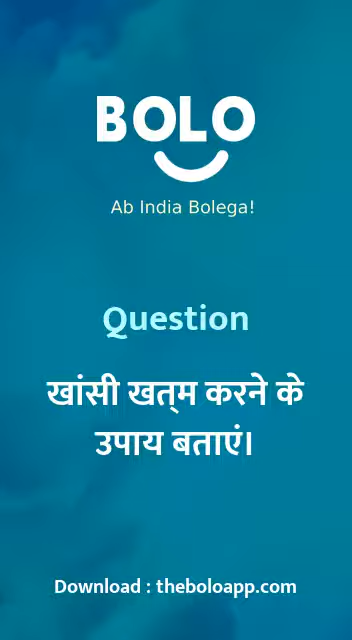 BOLO
Ab India Bolega!
Question
खांसी खत्म करने के
उपाय बताएं।
Download : theboloapp.com